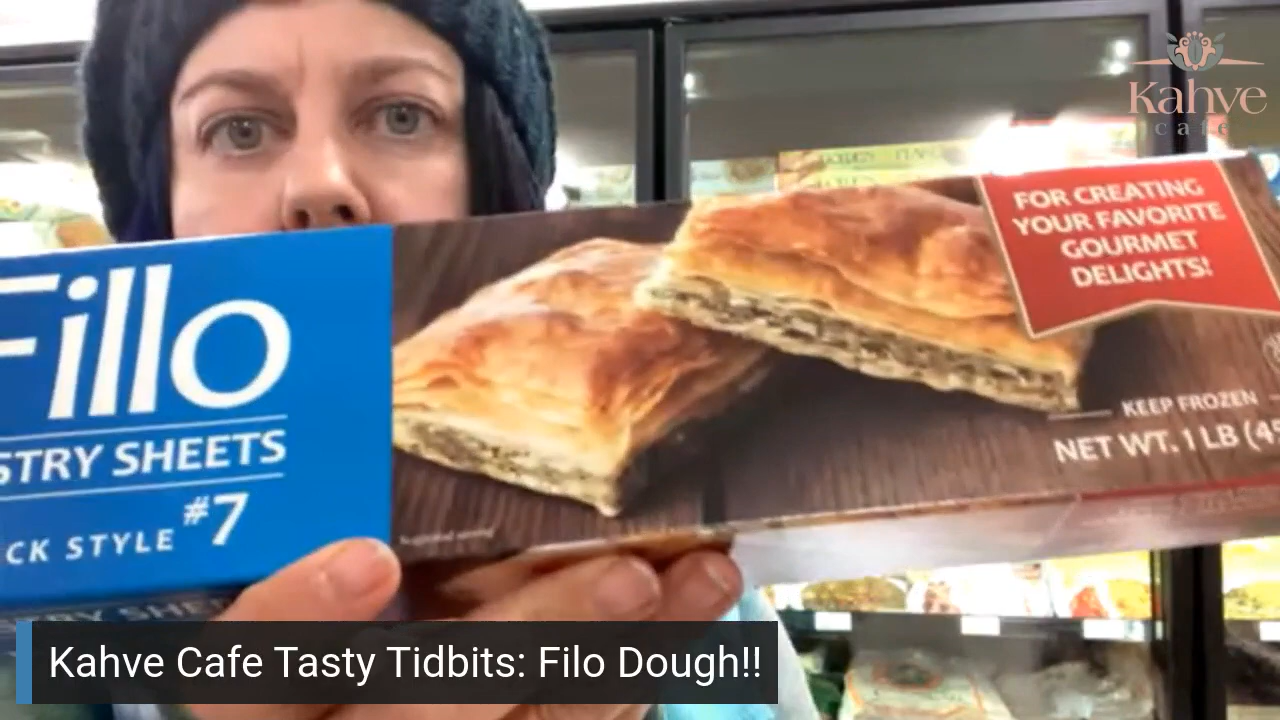 Kahve
cafe
FOR CREATING
YOUR FAVORITE
GOURMET
DELIGHTS!
Fillo
STRY SHEETS
CK STYLE #7
KEEP FROZEN
NET WT. 1 LB (45
Kahve Cafe Tasty Tidbits: Filo Dough!!